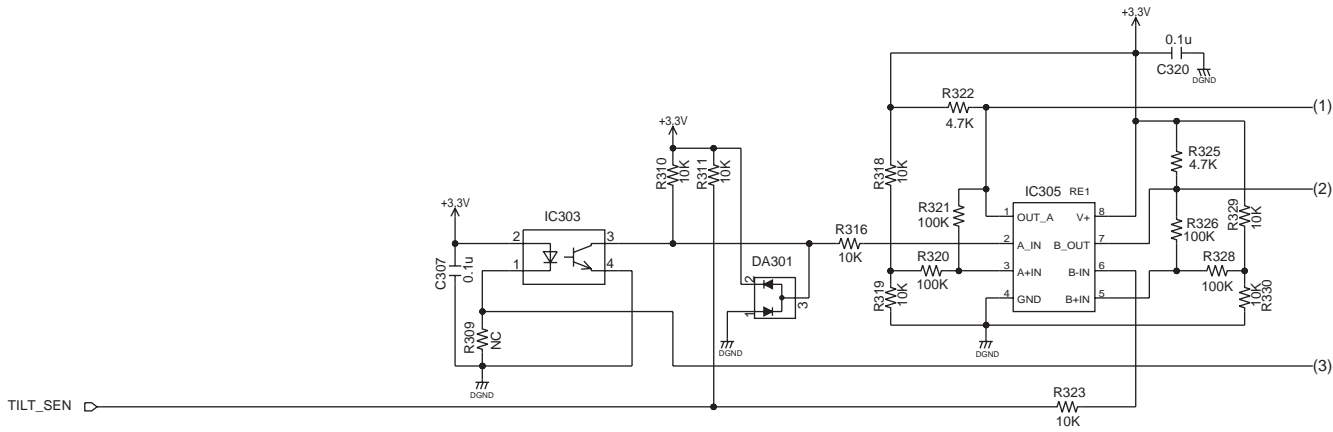 +3.3V
0.1u
C320
DGND
R322
4.7K
(1)
+3.3V
R310
10K
R311
10K
R318
10K
R325
4.7K
IC305 RE1
R321
100K
(2)
+3.3V
IC303
1 OUT_A V+ 8
R326
100K
R329
10K
2 3
R316
10K
2 A_IN B_OUT 7
C307
0.1u
1 4
DA301
2
1
3
R320
100K
3 A+IN B-IN 6
R328
100K
R319
10K
4 GND B+IN 5
10K
R330
R309
NC
DGND
DGND
(3)
DGND
TILT_SEN
R323
10K